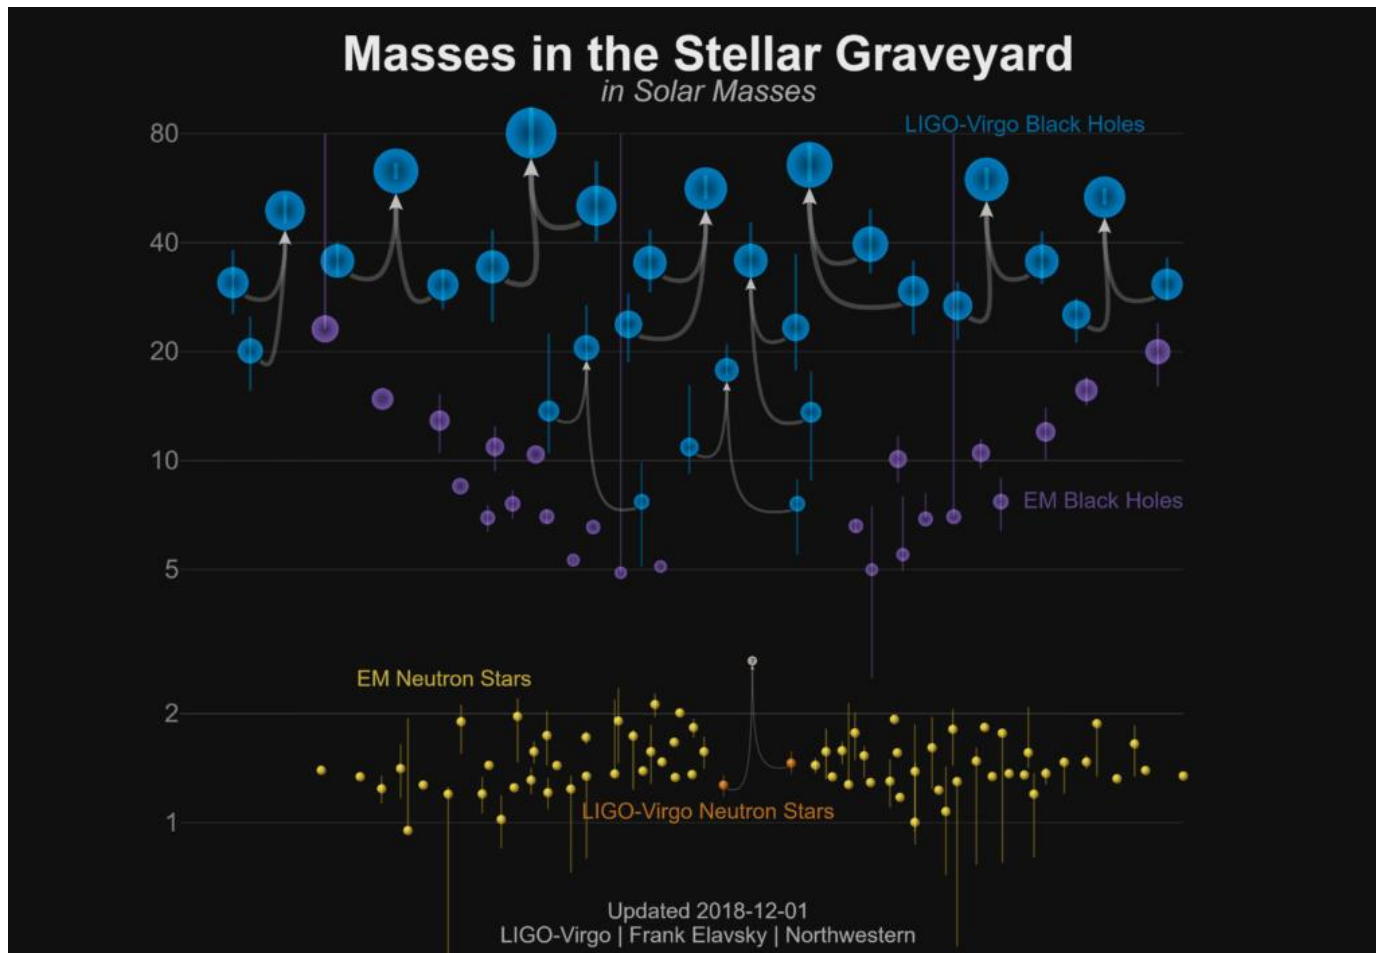 Masses in the Stellar Graveyard
in Solar Masses
LIGO-Virgo Black Holes
80
40
20
10
EM Black Holes
5
EM Neutron Stars
?
2
LIGO-Virgo Neutron Stars
1
Updated 2018-12-01
LIGO-Virgo | Frank Elavsky | Northwestern